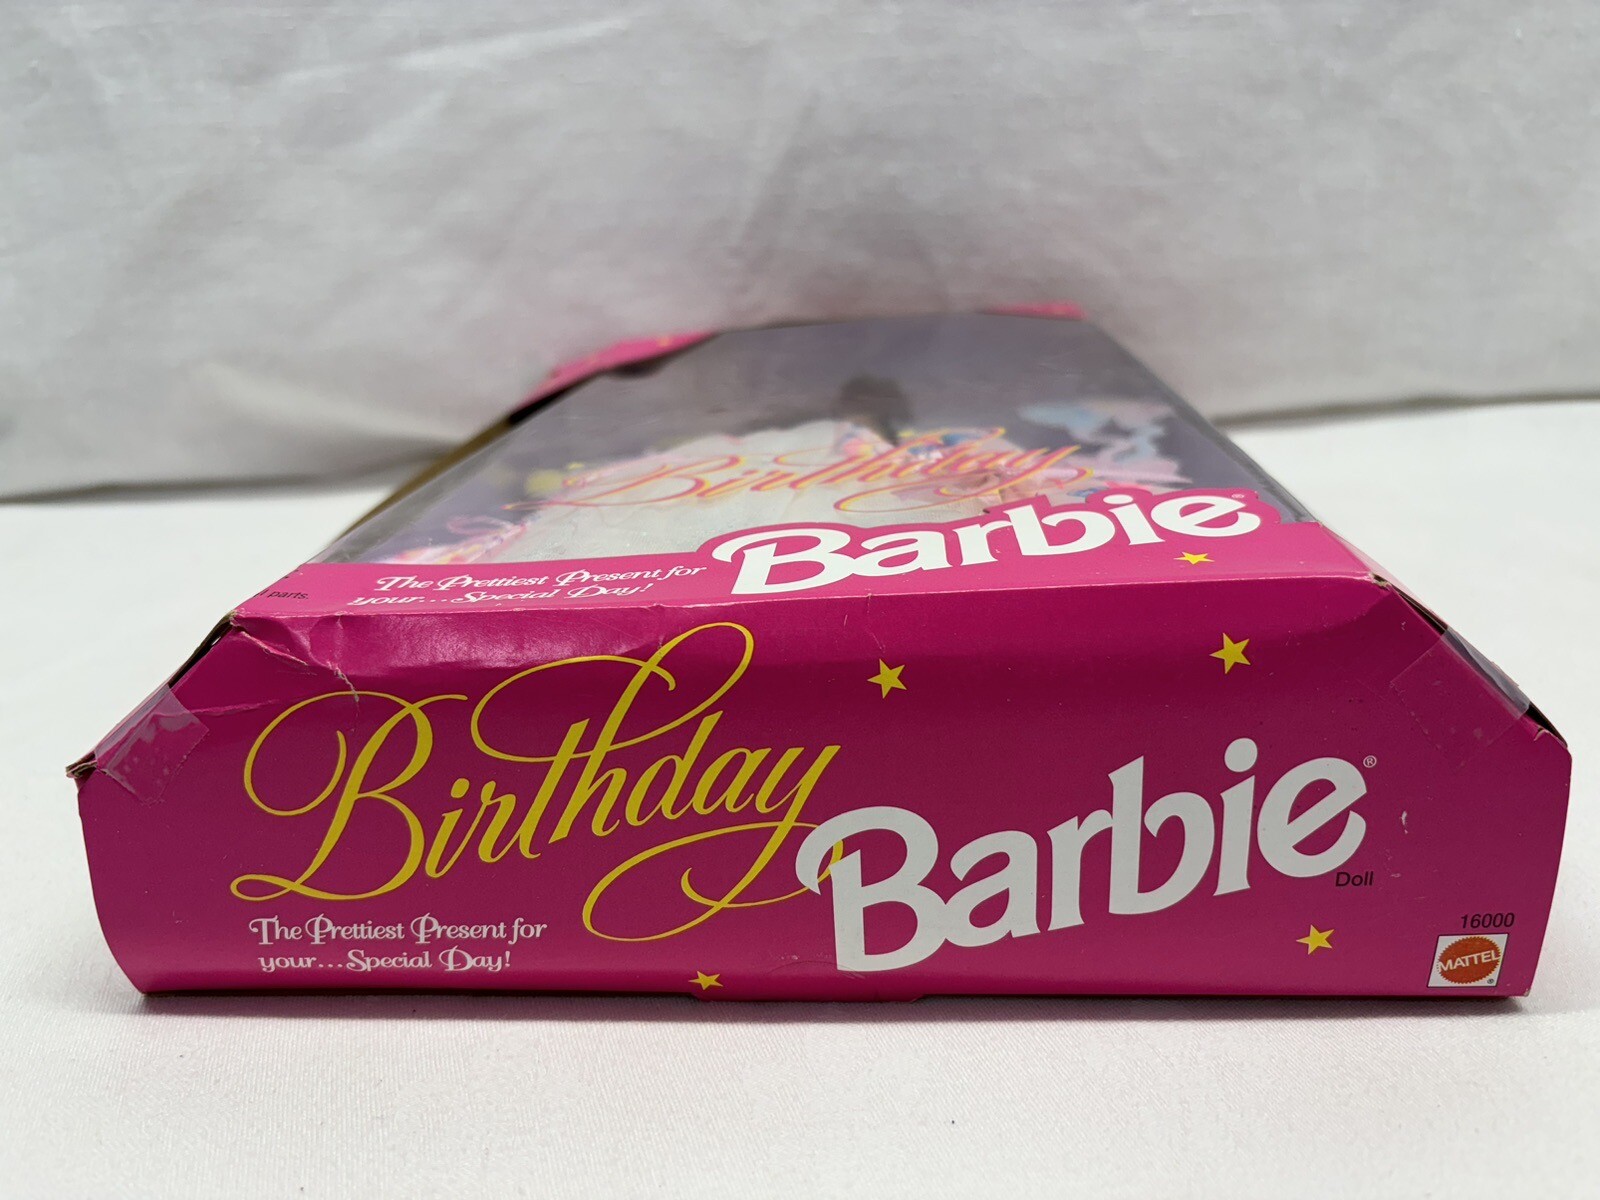 Birthday
Barbie®
The Prettiest Present for
your...Special Day!
parts.
Birthday
Barbie®
Doll
The Prettiest Present for
your...Special Day!
16000
MATTEL
®